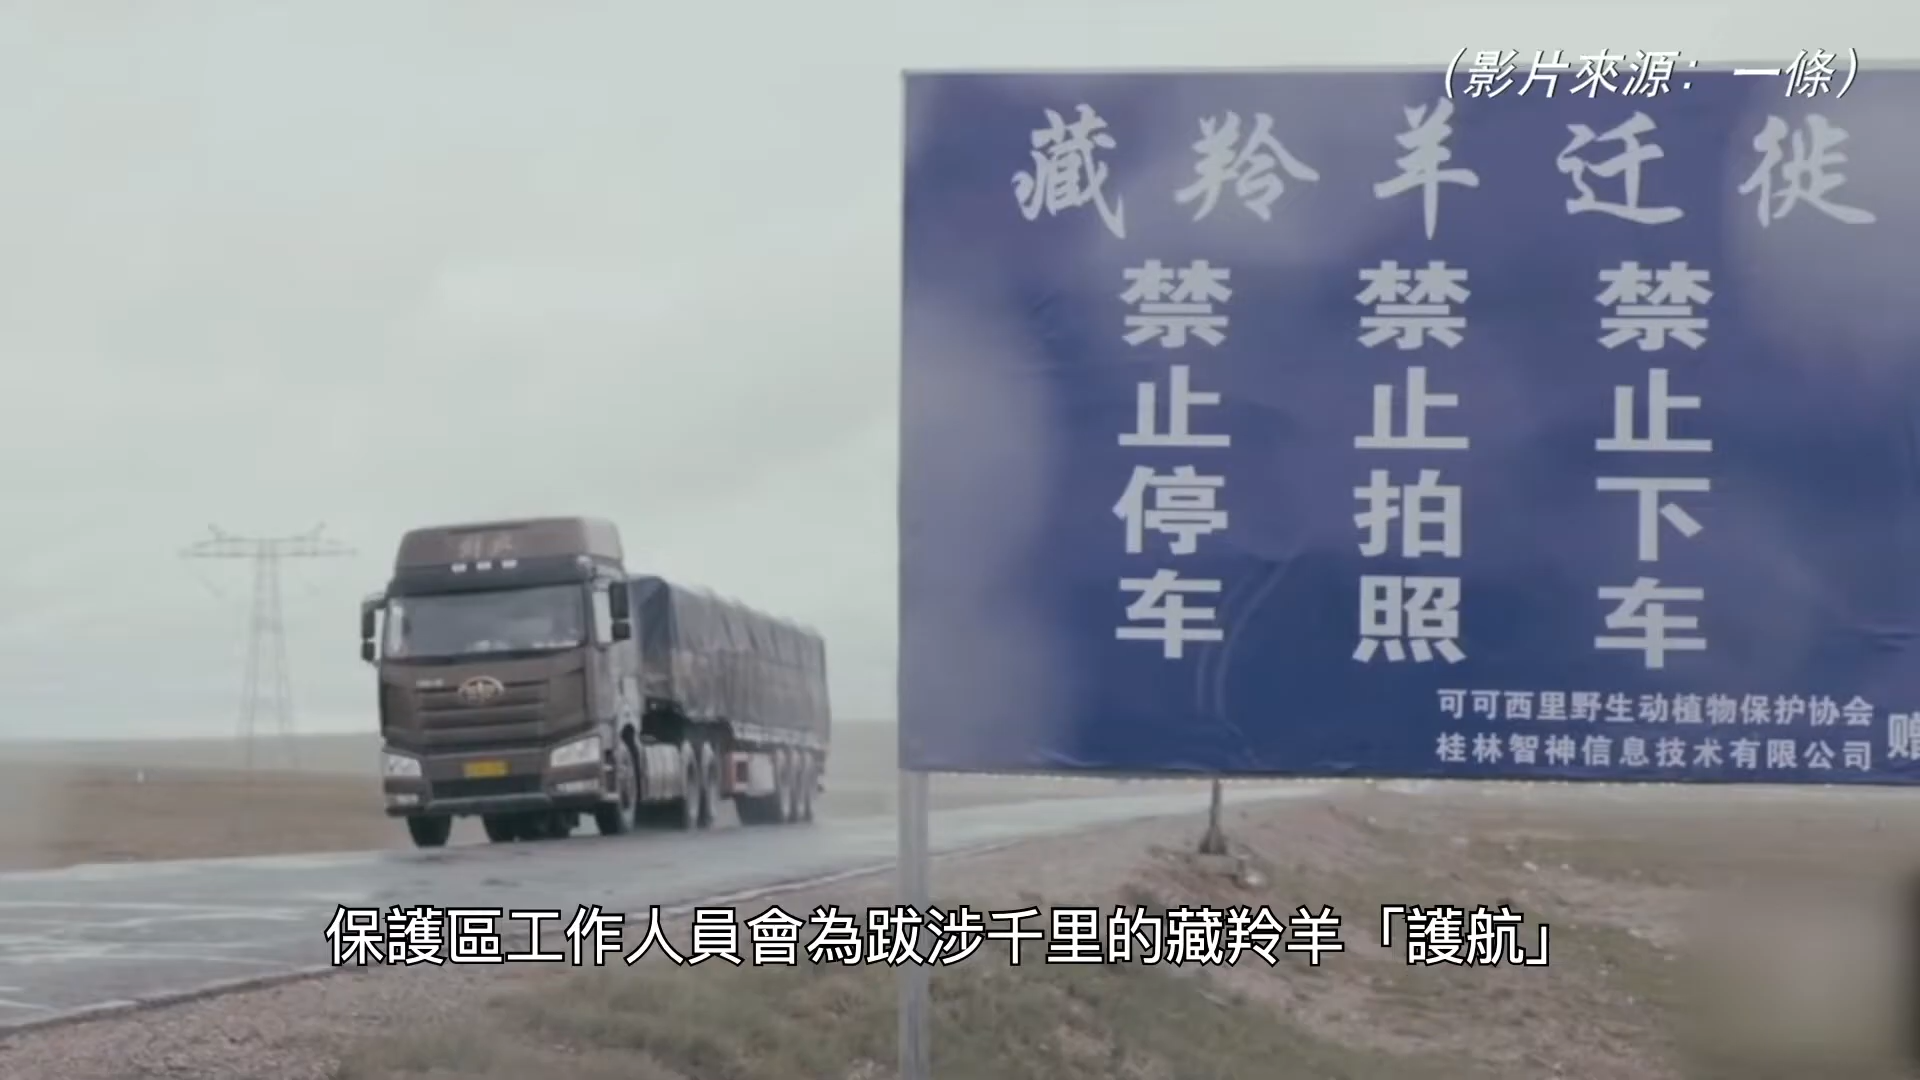 （影片來源：一條）
藏羚羊迁徙
禁止停车
禁止拍照
禁止下车
可可西里野生动植物保护协会
桂林智神信息技术有限公司
赠
保護區工作人員會為跋涉千里的藏羚羊「護航」